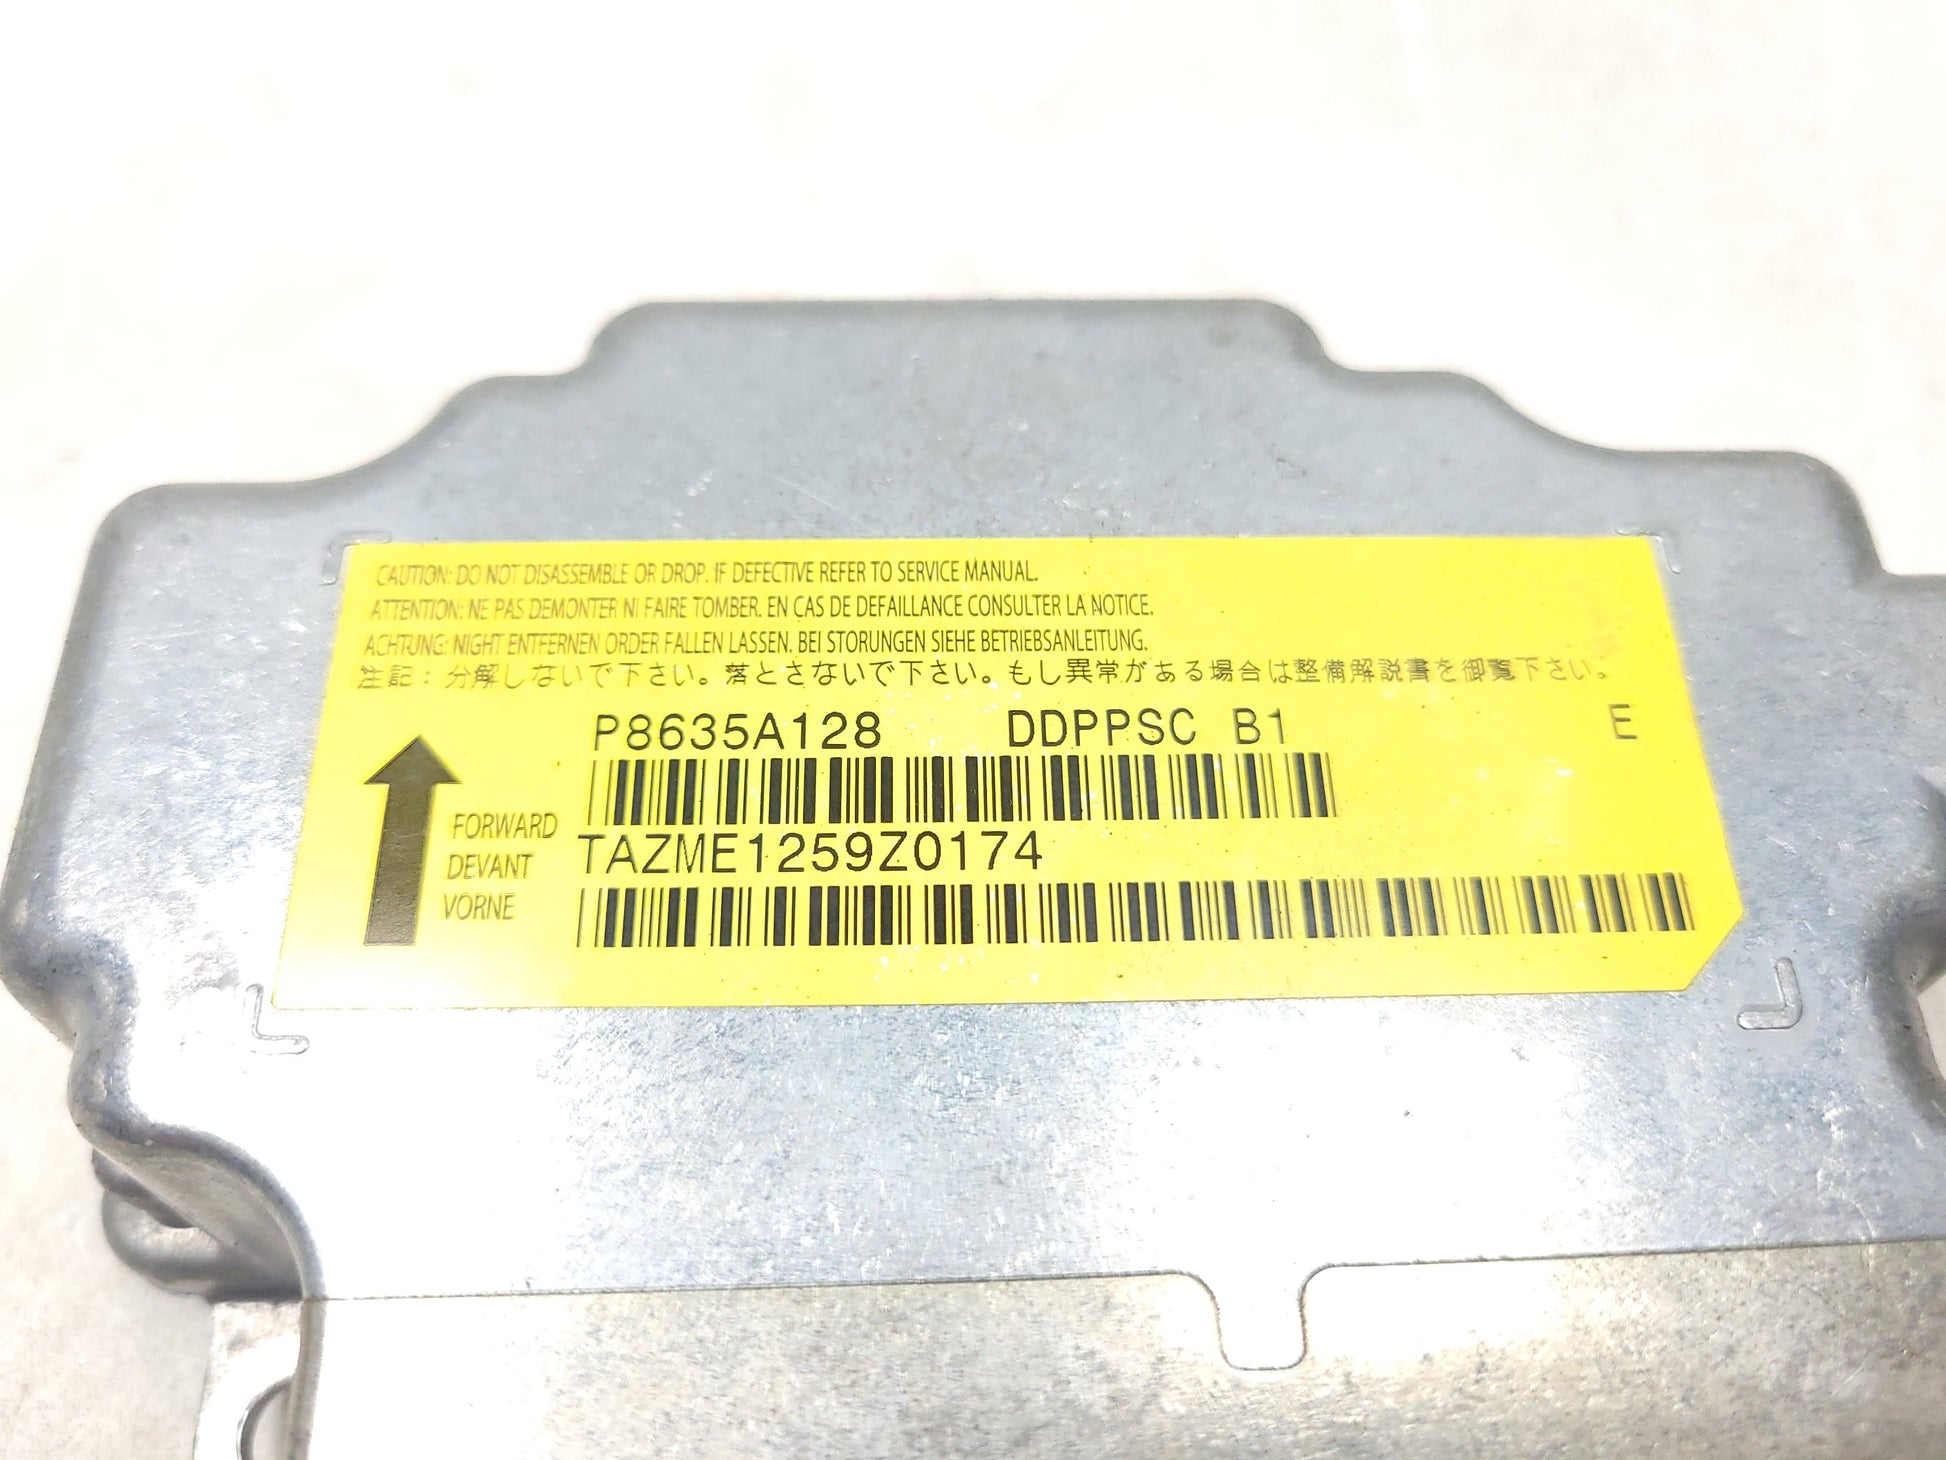 CAUTION: DO NOT DISASSEMBLE OR DROP. IF DEFECTIVE REFER TO SERVICE MANUAL.
ATTENTION: NE PAS DEMONTER NI FAIRE TOMBER. EN CAS DE DEFAILLANCE CONSULTER LA NOTICE.
ACHTUNG: NIGHT ENTFERNEN ORDER FALLEN LASSEN. BEI STORUNGEN SIEHE BETRIEBSANLEITUNG.
注記：分解しないで下さい。落とさないで下さい。もし異常がある場合は整備解説書を御覧下さい。
P8635A128 DDPPSC B1 E
FORWARD
DEVANT
VORNE
TAZME1259Z0174